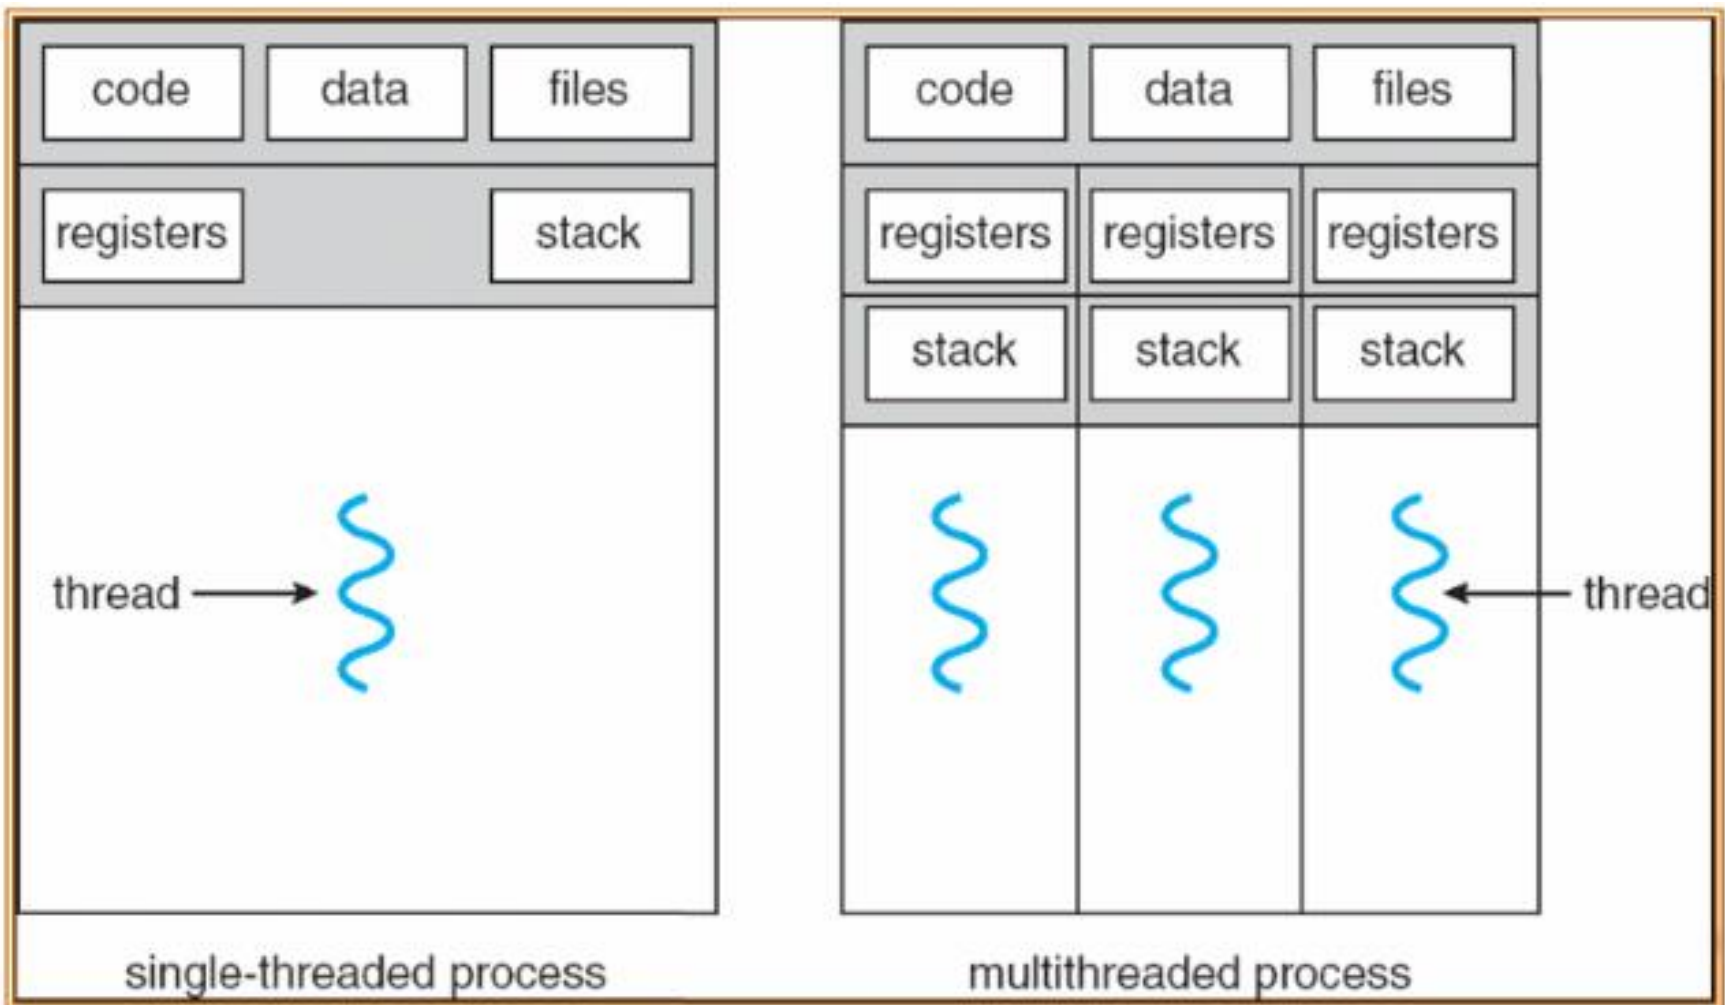 code data files
registers stack
thread
single-threaded process
code data files
registers registers registers
stack stack stack
thread
multithreaded process